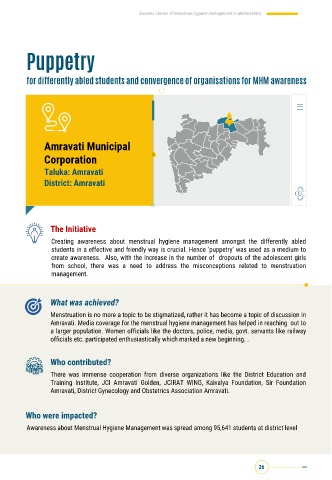 Success stories of menstrual hygiene management in Maharashtra
Puppetry
for differently abled students and convergence of organisations for MHM awareness
Amravati Municipal
Corporation
Taluka: Amravati
District: Amravati
The Initiative
Creating awareness about menstrual hygiene management amongst the differently abled
students in a effective and friendly way is crucial. Hence 'puppetry' was used as a medium to
create awareness. Also, with the increase in the number of dropouts of the adolescent girls
from school, there was a need to address the misconceptions related to menstruation
management.
What was achieved?
Menstruation is no more a topic to be stigmatized, rather it has become a topic of discussion in
Amravati. Media coverage for the menstrual hygiene management has helped in reaching out to
a larger population. Women officials like the doctors, police, media, govt. servants like railway
officials etc. participated enthusiastically which marked a new beginning. .
Who contributed?
There was immense cooperation from diverse organizations like the District Education and
Training Institute, JCI Amravati Golden, JCIRAT WING, Kaivalya Foundation, Sir Foundation
Amravati, District Gynecology and Obstetrics Association Amravati.
Who were impacted?
Awareness about Menstrual Hygiene Management was spread among 95,641 students at district level
26